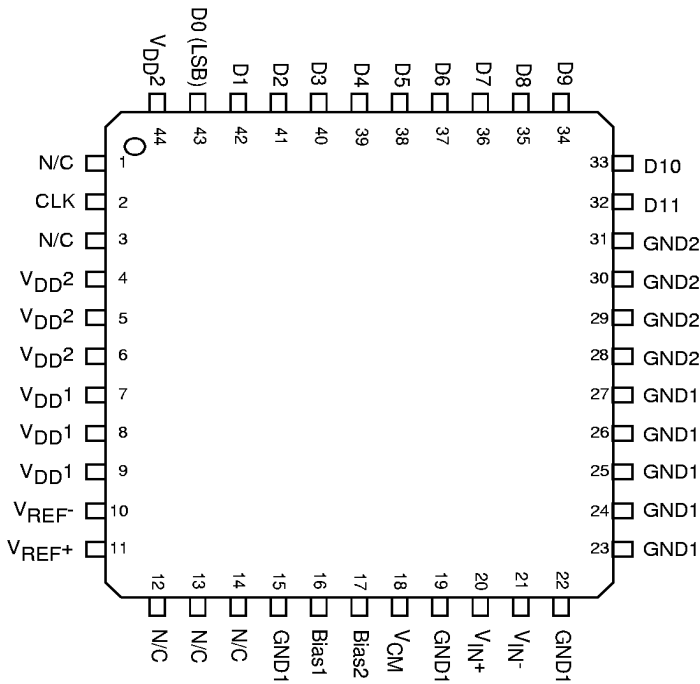 VDD2 D0 (LSB) D1 D2 D3 D4 D5 D6 D7 D8 D9
44 43 42 41 40 39 38 37 36 35 34
N/C 1 33 D10
CLK 2 32 D11
N/C 3 31 GND2
VDD2 4 30 GND2
VDD2 5 29 GND2
VDD2 6 28 GND2
VDD1 7 27 GND1
VDD1 8 26 GND1
VDD1 9 25 GND1
VREF- 10 24 GND1
VREF+ 11 23 GND1
12 13 14 15 16 17 18 19 20 21 22
N/C N/C N/C GND1 Bias1 Bias2 VCM GND1 VIN+ VIN- GND1